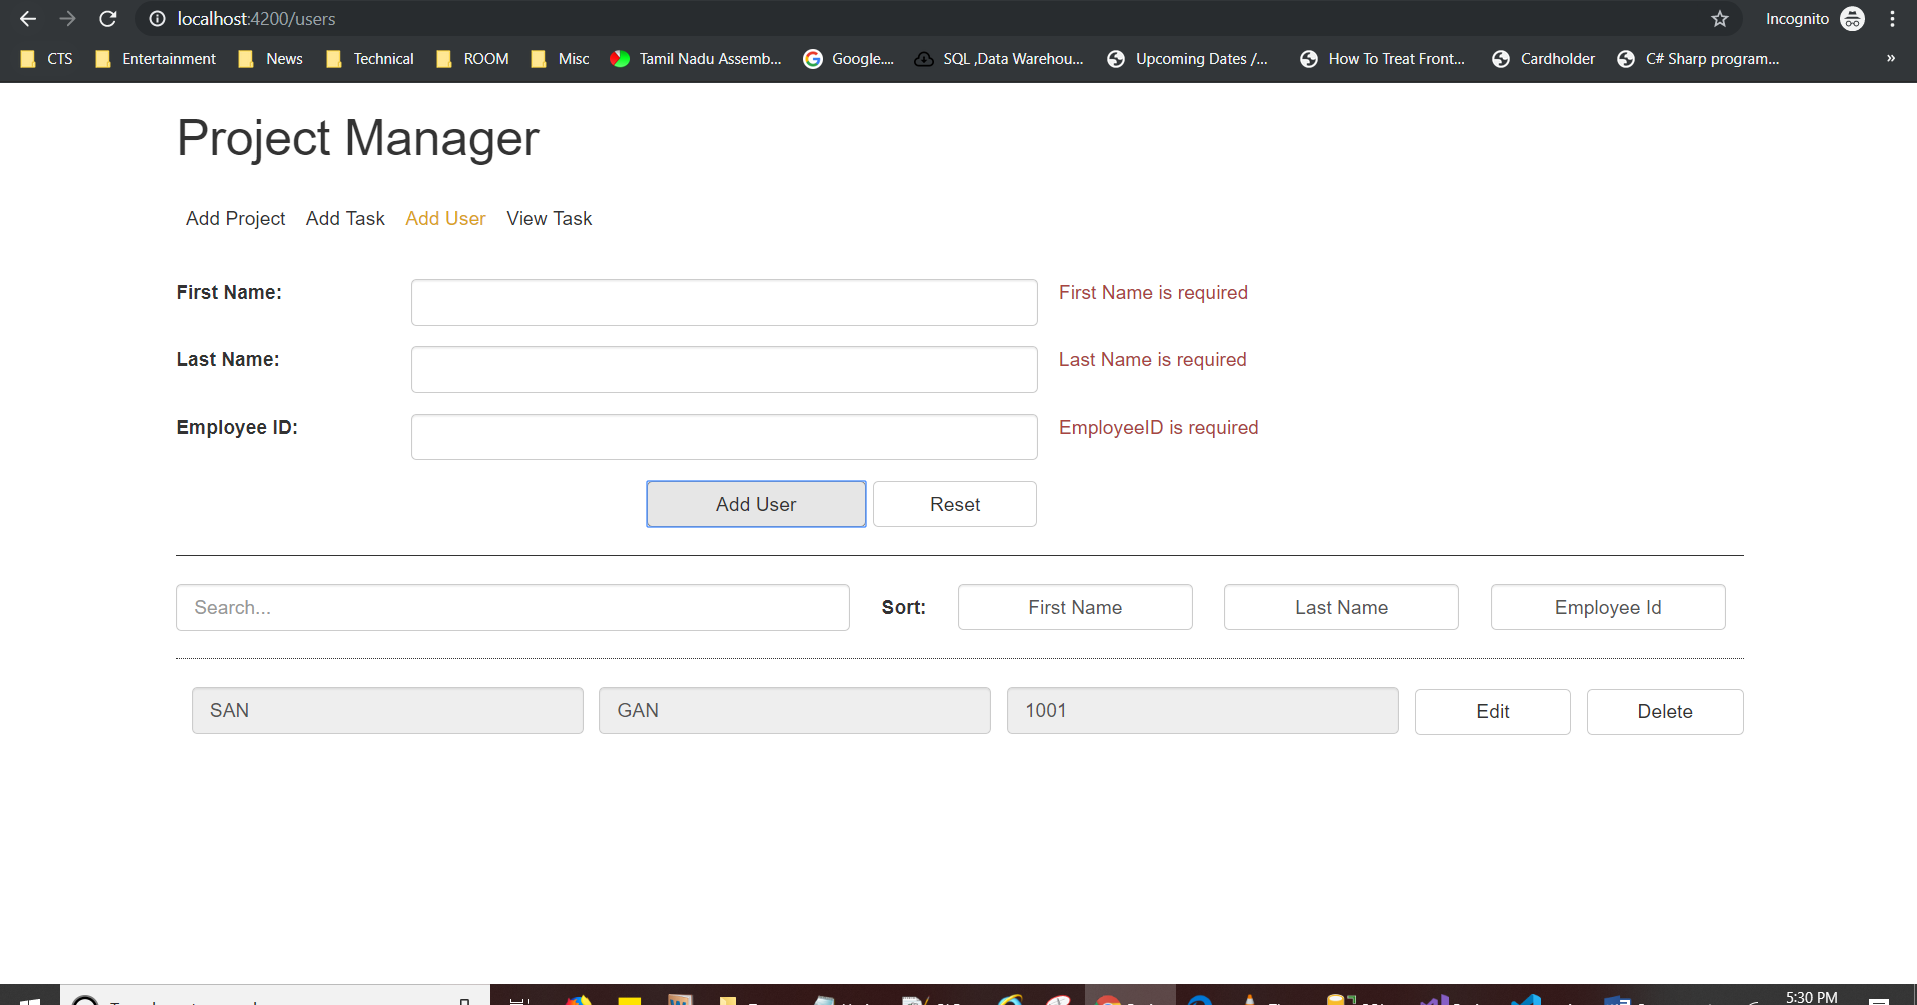 localhost:4200/users
Incognito
CTS Entertainment News Technical ROOM Misc Tamil Nadu Assemb... Google.... SQL ,Data Warehou... Upcoming Dates /... How To Treat Front... Cardholder C# Sharp program... »
Project Manager
Add Project Add Task Add User View Task
First Name: First Name is required
Last Name: Last Name is required
Employee ID: EmployeeID is required
Add User Reset
Search... Sort: First Name Last Name Employee Id
SAN GAN 1001 Edit Delete
5:30 PM